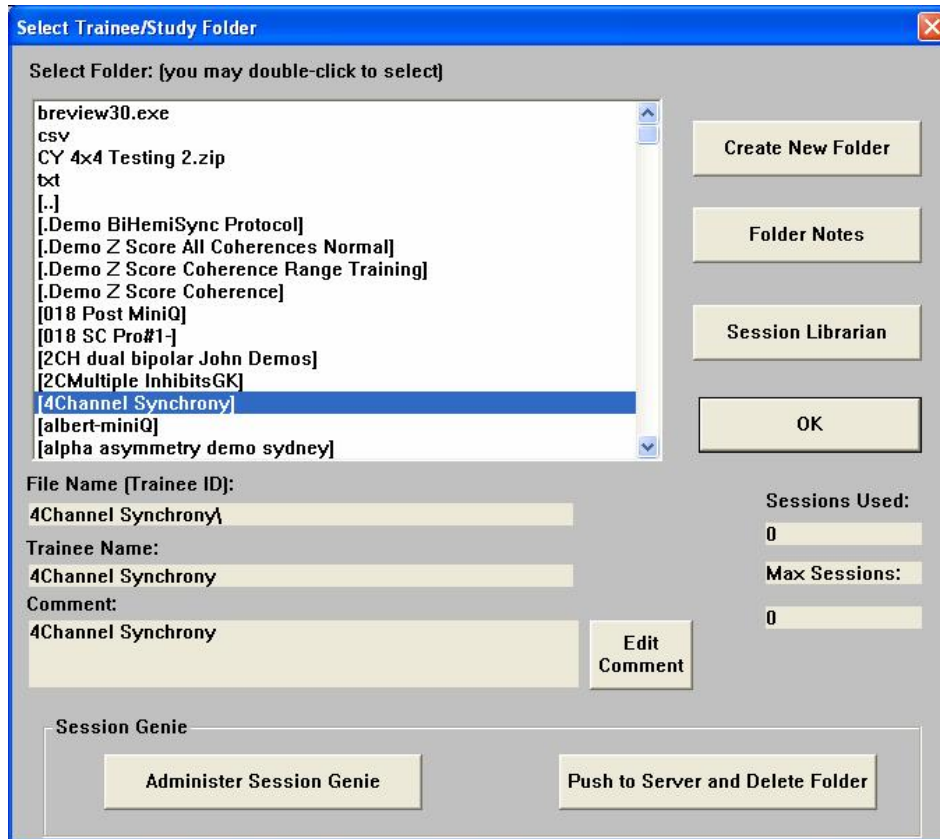 Select Trainee/Study Folder
Select Folder: (you may double-click to select)
breview30.exe
csv
CY 4x4 Testing 2.zip
txt
[..]
[.Demo BiHemiSync Protocol]
[.Demo Z Score All Coherences Normal]
[.Demo Z Score Coherence Range Training]
[.Demo Z Score Coherence]
[018 Post MiniQ]
[018 SC Pro#1-]
[2CH dual bipolar John Demos]
[2CMultiple InhibitsGK]
[4Channel Synchrony]
[albert-miniQ]
[alpha asymmetry demo sydney]
Create New Folder
Folder Notes
Session Librarian
OK
File Name (Trainee ID):
4Channel Synchrony\
Trainee Name:
4Channel Synchrony
Comment:
4Channel Synchrony
Edit
Comment
Sessions Used:
0
Max Sessions:
0
Session Genie
Administer Session Genie
Push to Server and Delete Folder